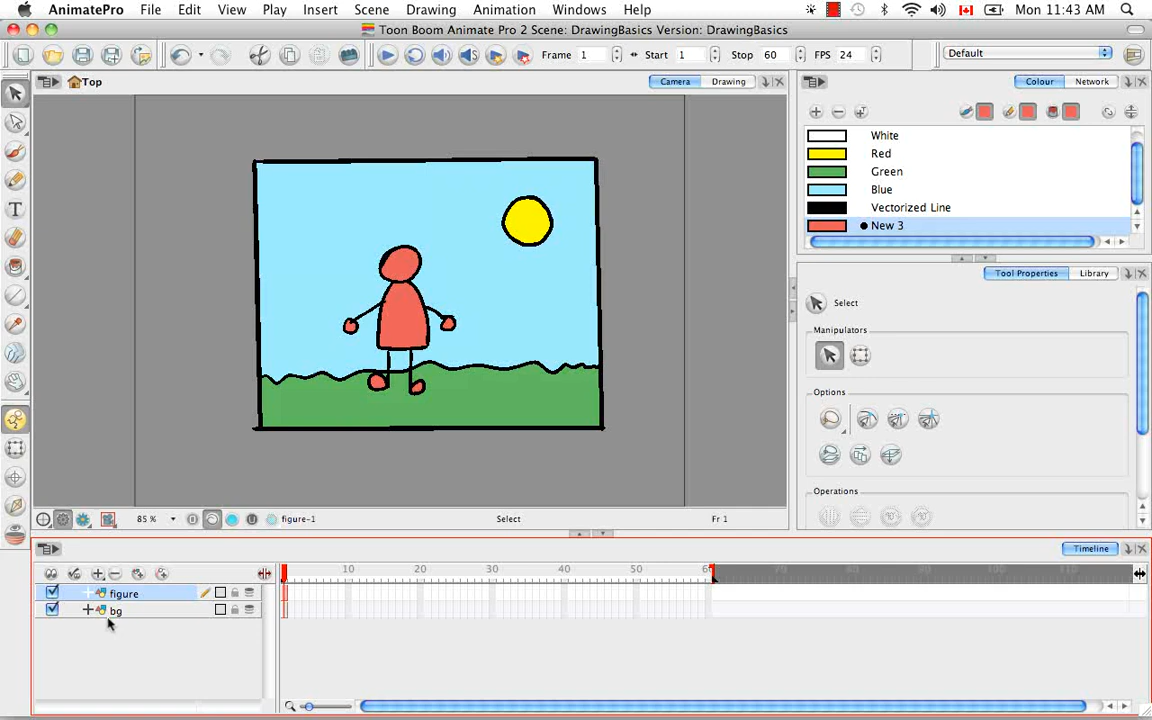 AnimatePro File Edit View Play Insert Scene Drawing Animation Windows Help Mon 11:43 AM
Toon Boom Animate Pro 2 Scene: DrawingBasics Version: DrawingBasics
Frame 1 Start 1 Stop 60 FPS 24 Default
Top Camera Drawing Colour Network
White
Red
Green
Blue
Vectorized Line
New 3
Tool Properties Library
Select
Manipulators
Options
Operations
85 % figure-1 Select Fr 1
Timeline
10 20 30 40 50 60
figure
bg